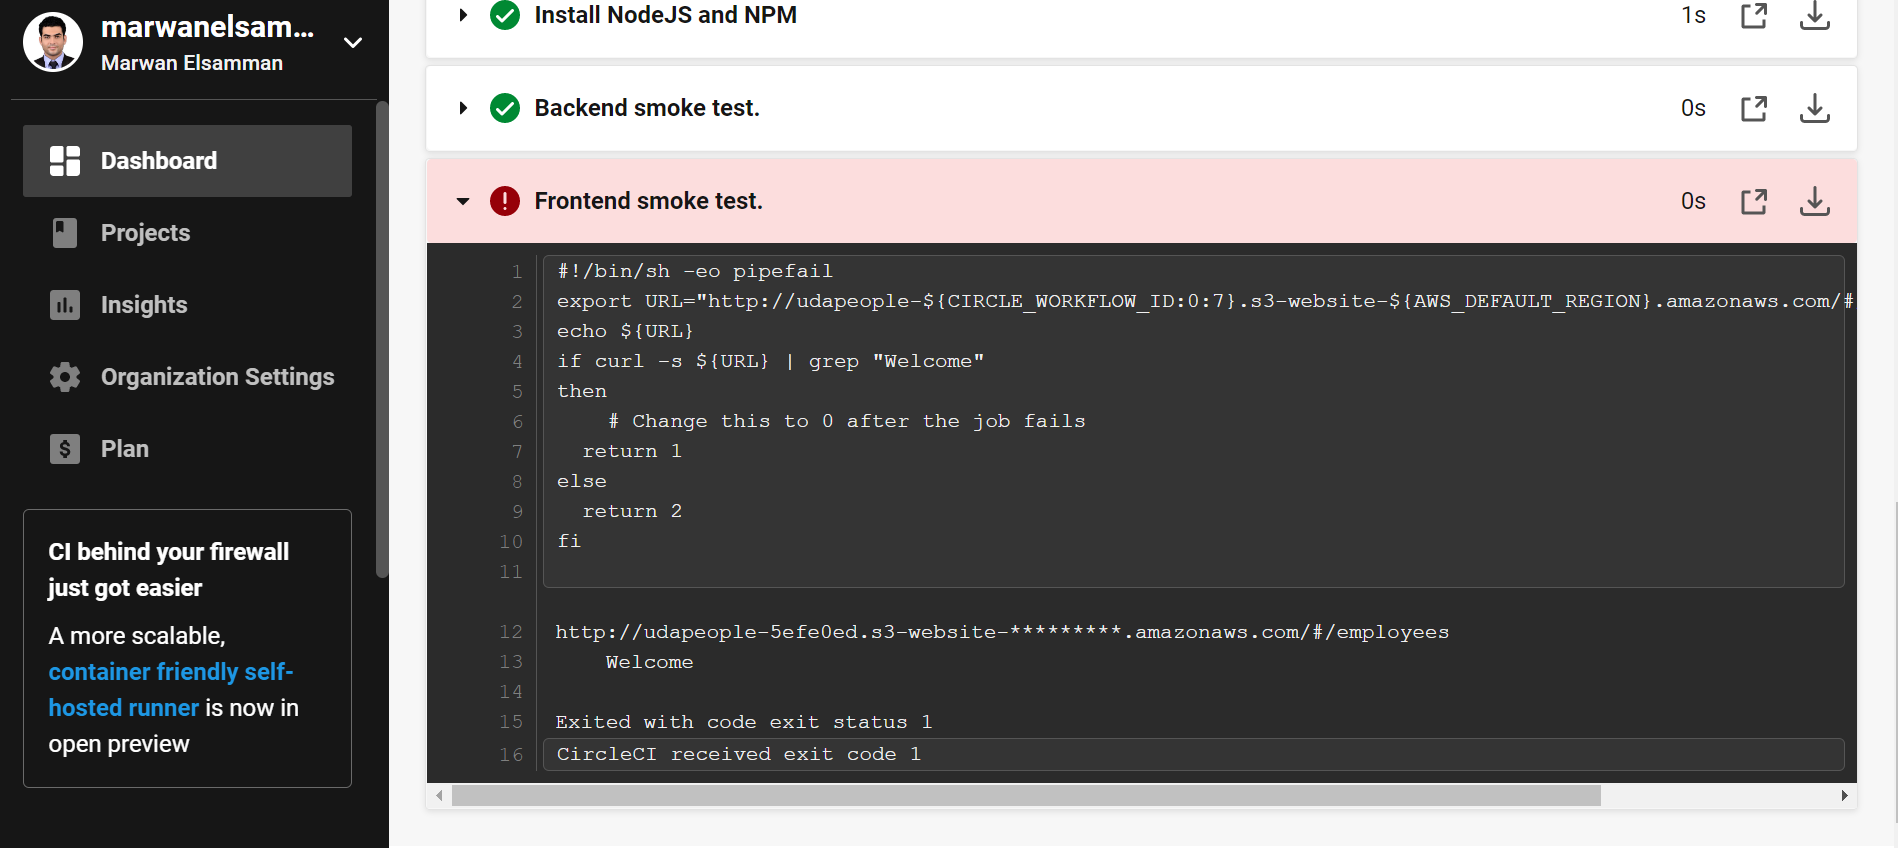 marwanelsam...
Marwan Elsamman
Dashboard
Projects
Insights
Organization Settings
$ Plan
CI behind your firewall
just got easier
A more scalable,
container friendly self-
hosted runner is now in
open preview
Install NodeJS and NPM 1s
Backend smoke test. 0s
! Frontend smoke test. 0s
1 #!/bin/sh -eo pipefail
2 export URL="http://udapeople-${CIRCLE_WORKFLOW_ID:0:7}.s3-website-${AWS_DEFAULT_REGION}.amazonaws.com/#
3 echo ${URL}
4 if curl -s ${URL} | grep "Welcome"
5 then
6 # Change this to 0 after the job fails
7 return 1
8 else
9 return 2
10 fi
11
12 http://udapeople-5efe0ed.s3-website-*********.amazonaws.com/#/employees
13 Welcome
14
15 Exited with code exit status 1
16 CircleCI received exit code 1